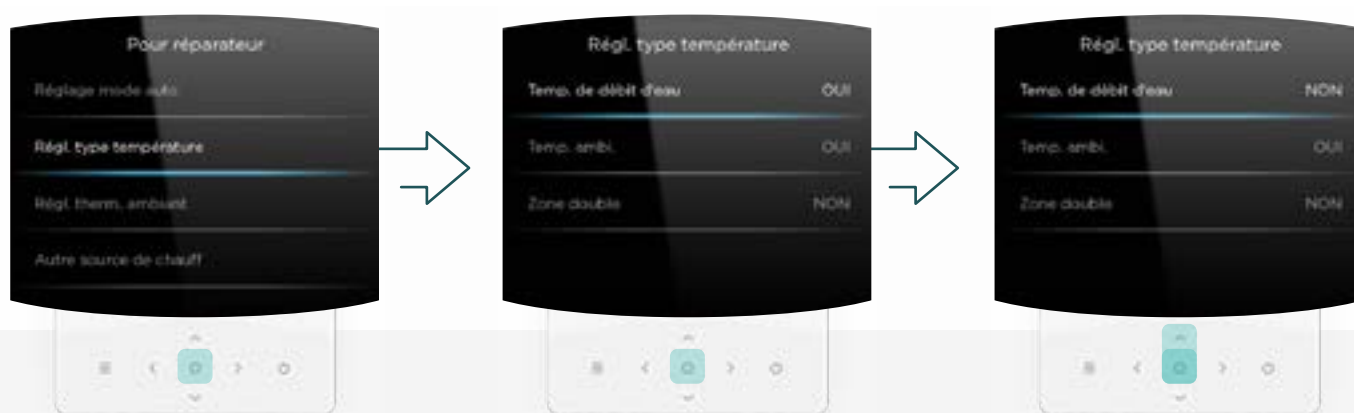 Pour réparateur
Réglage mode auto
Régl. type température
Régl. therm. ambiant
Autre source de chauff
Régl. type température
Temp. de débit d'eau OUI
Temp. ambi. OUI
Zone double NON
Régl. type température
Temp. de débit d'eau NON
Temp. ambi. OUI
Zone double NON